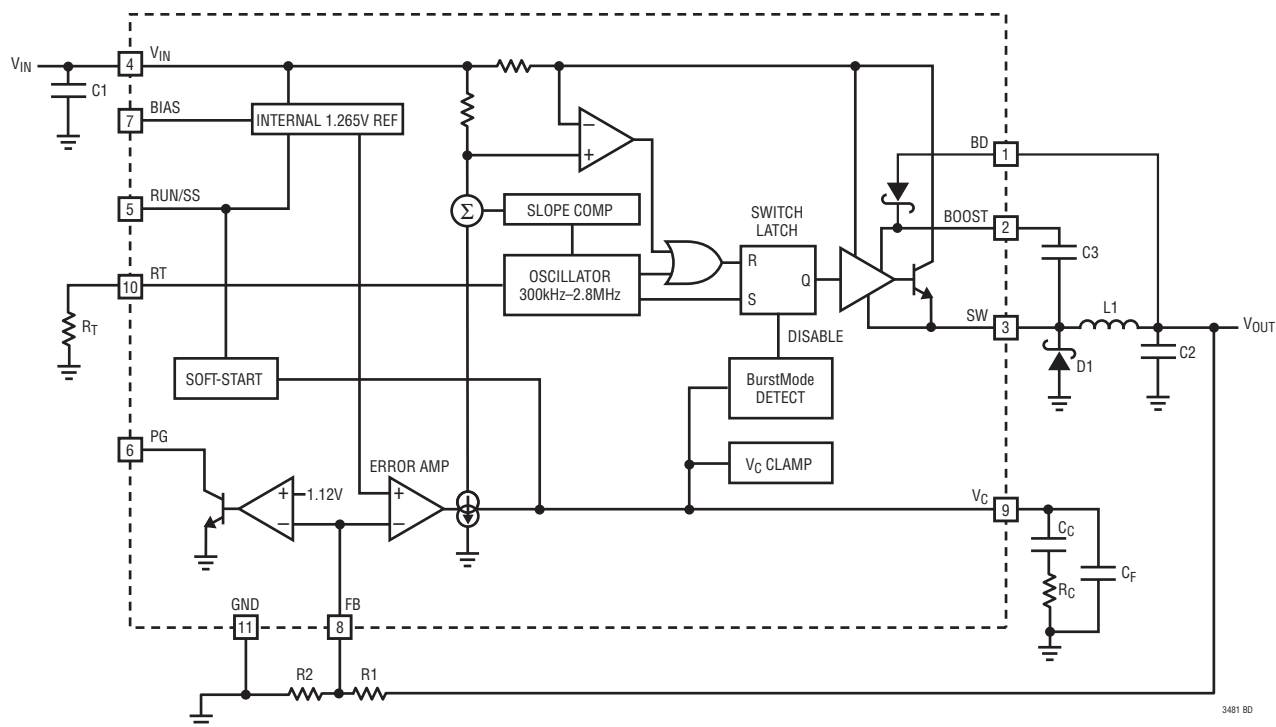 VIN
4
VIN
C1
7
BIAS
INTERNAL 1.265V REF
5
RUN/SS
Σ
SLOPE COMP
−
+
SWITCH
LATCH
R
S
Q
BD
1
BOOST
2
C3
10
RT
RT
OSCILLATOR
300kHz–2.8MHz
SW
3
L1
VOUT
D1
C2
DISABLE
SOFT-START
BurstMode
DETECT
VC CLAMP
6
PG
ERROR AMP
+
1.12V
−
+
−
VC
9
CC
RC
CF
GND
11
FB
8
R2
R1
3481 BD